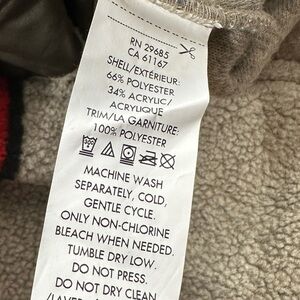 RN 29685
CA 61167
SHELL/EXTÉRIEUR:
66% POLYESTER
34% ACRYLIC/
ACRYLIQUE
TRIM/LA GARNITURE:
100% POLYESTER
MACHINE WASH
SEPARATELY, COLD,
GENTLE CYCLE.
ONLY NON-CHLORINE
BLEACH WHEN NEEDED.
TUMBLE DRY LOW.
DO NOT PRESS.
DO NOT DRY CLEAN